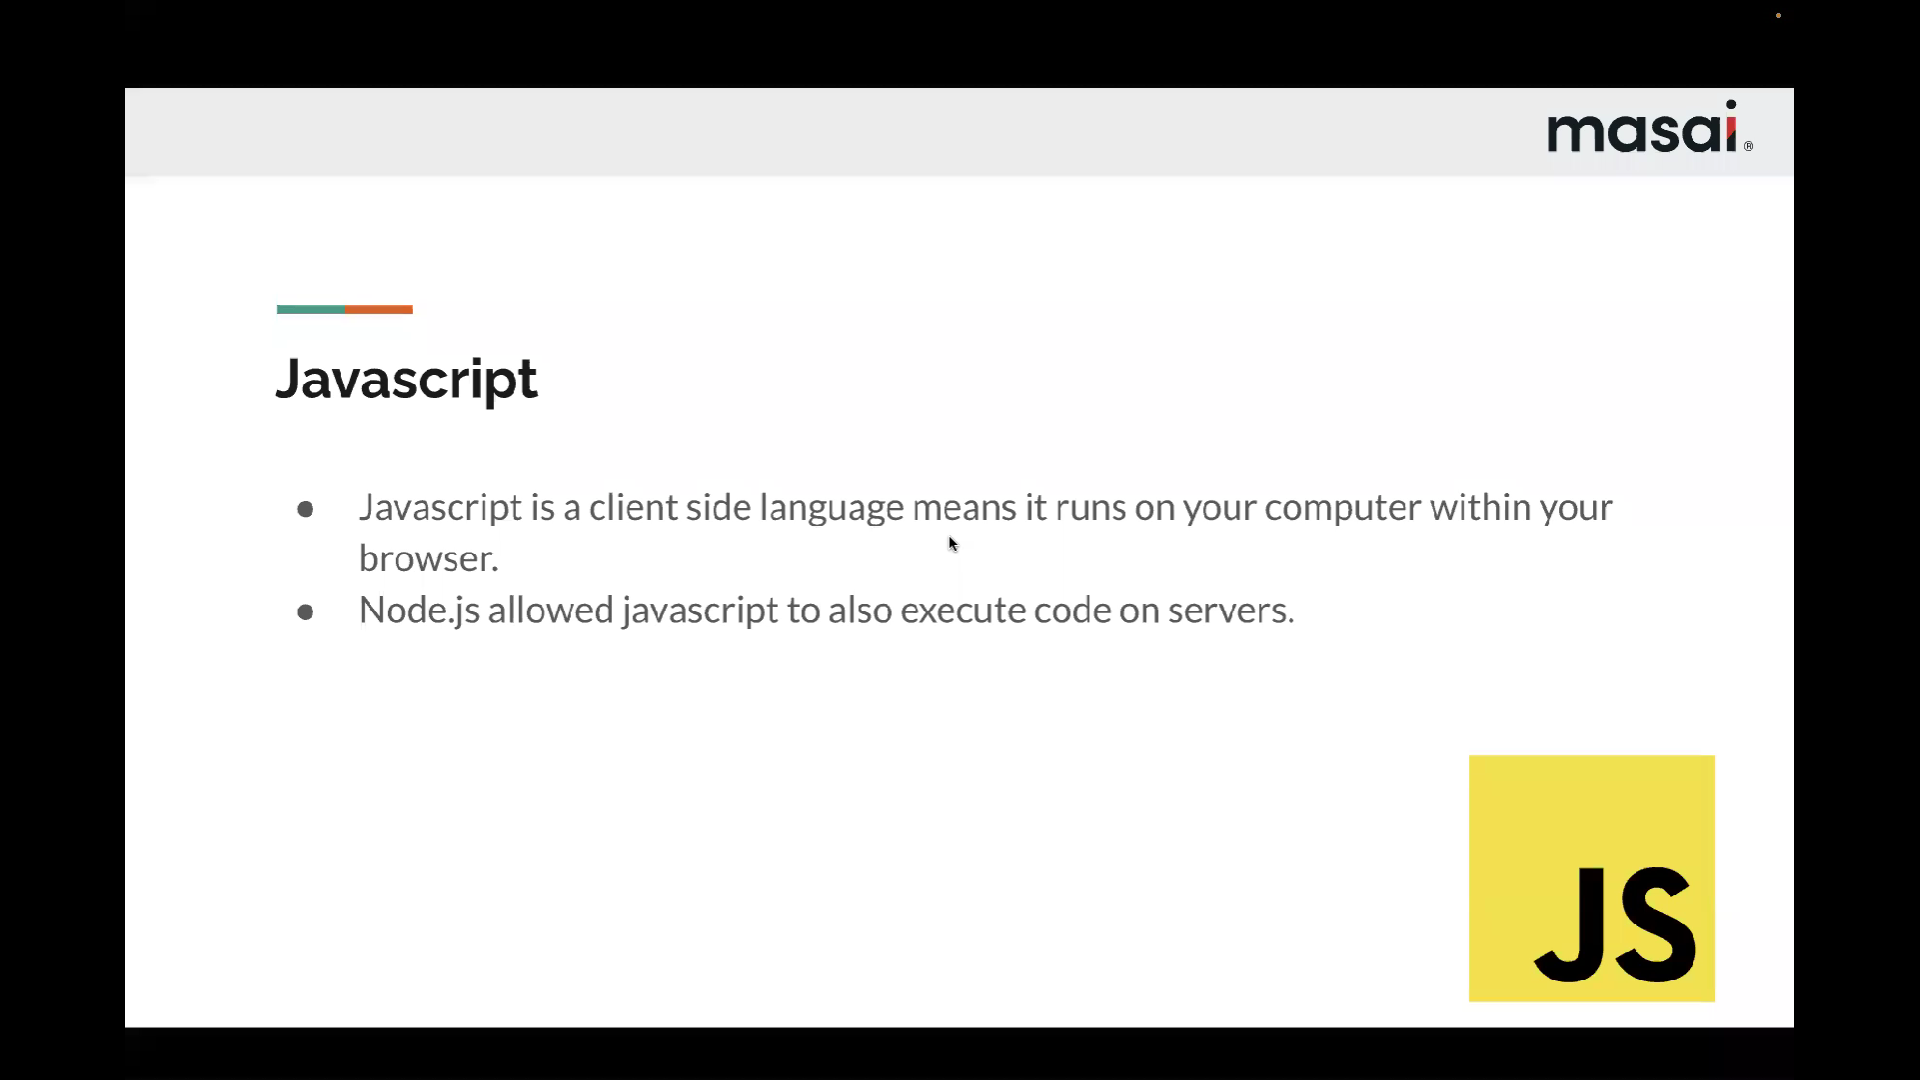 masai®
Javascript
● Javascript is a client side language means it runs on your computer within your
browser.
● Node.js allowed javascript to also execute code on servers.
JS